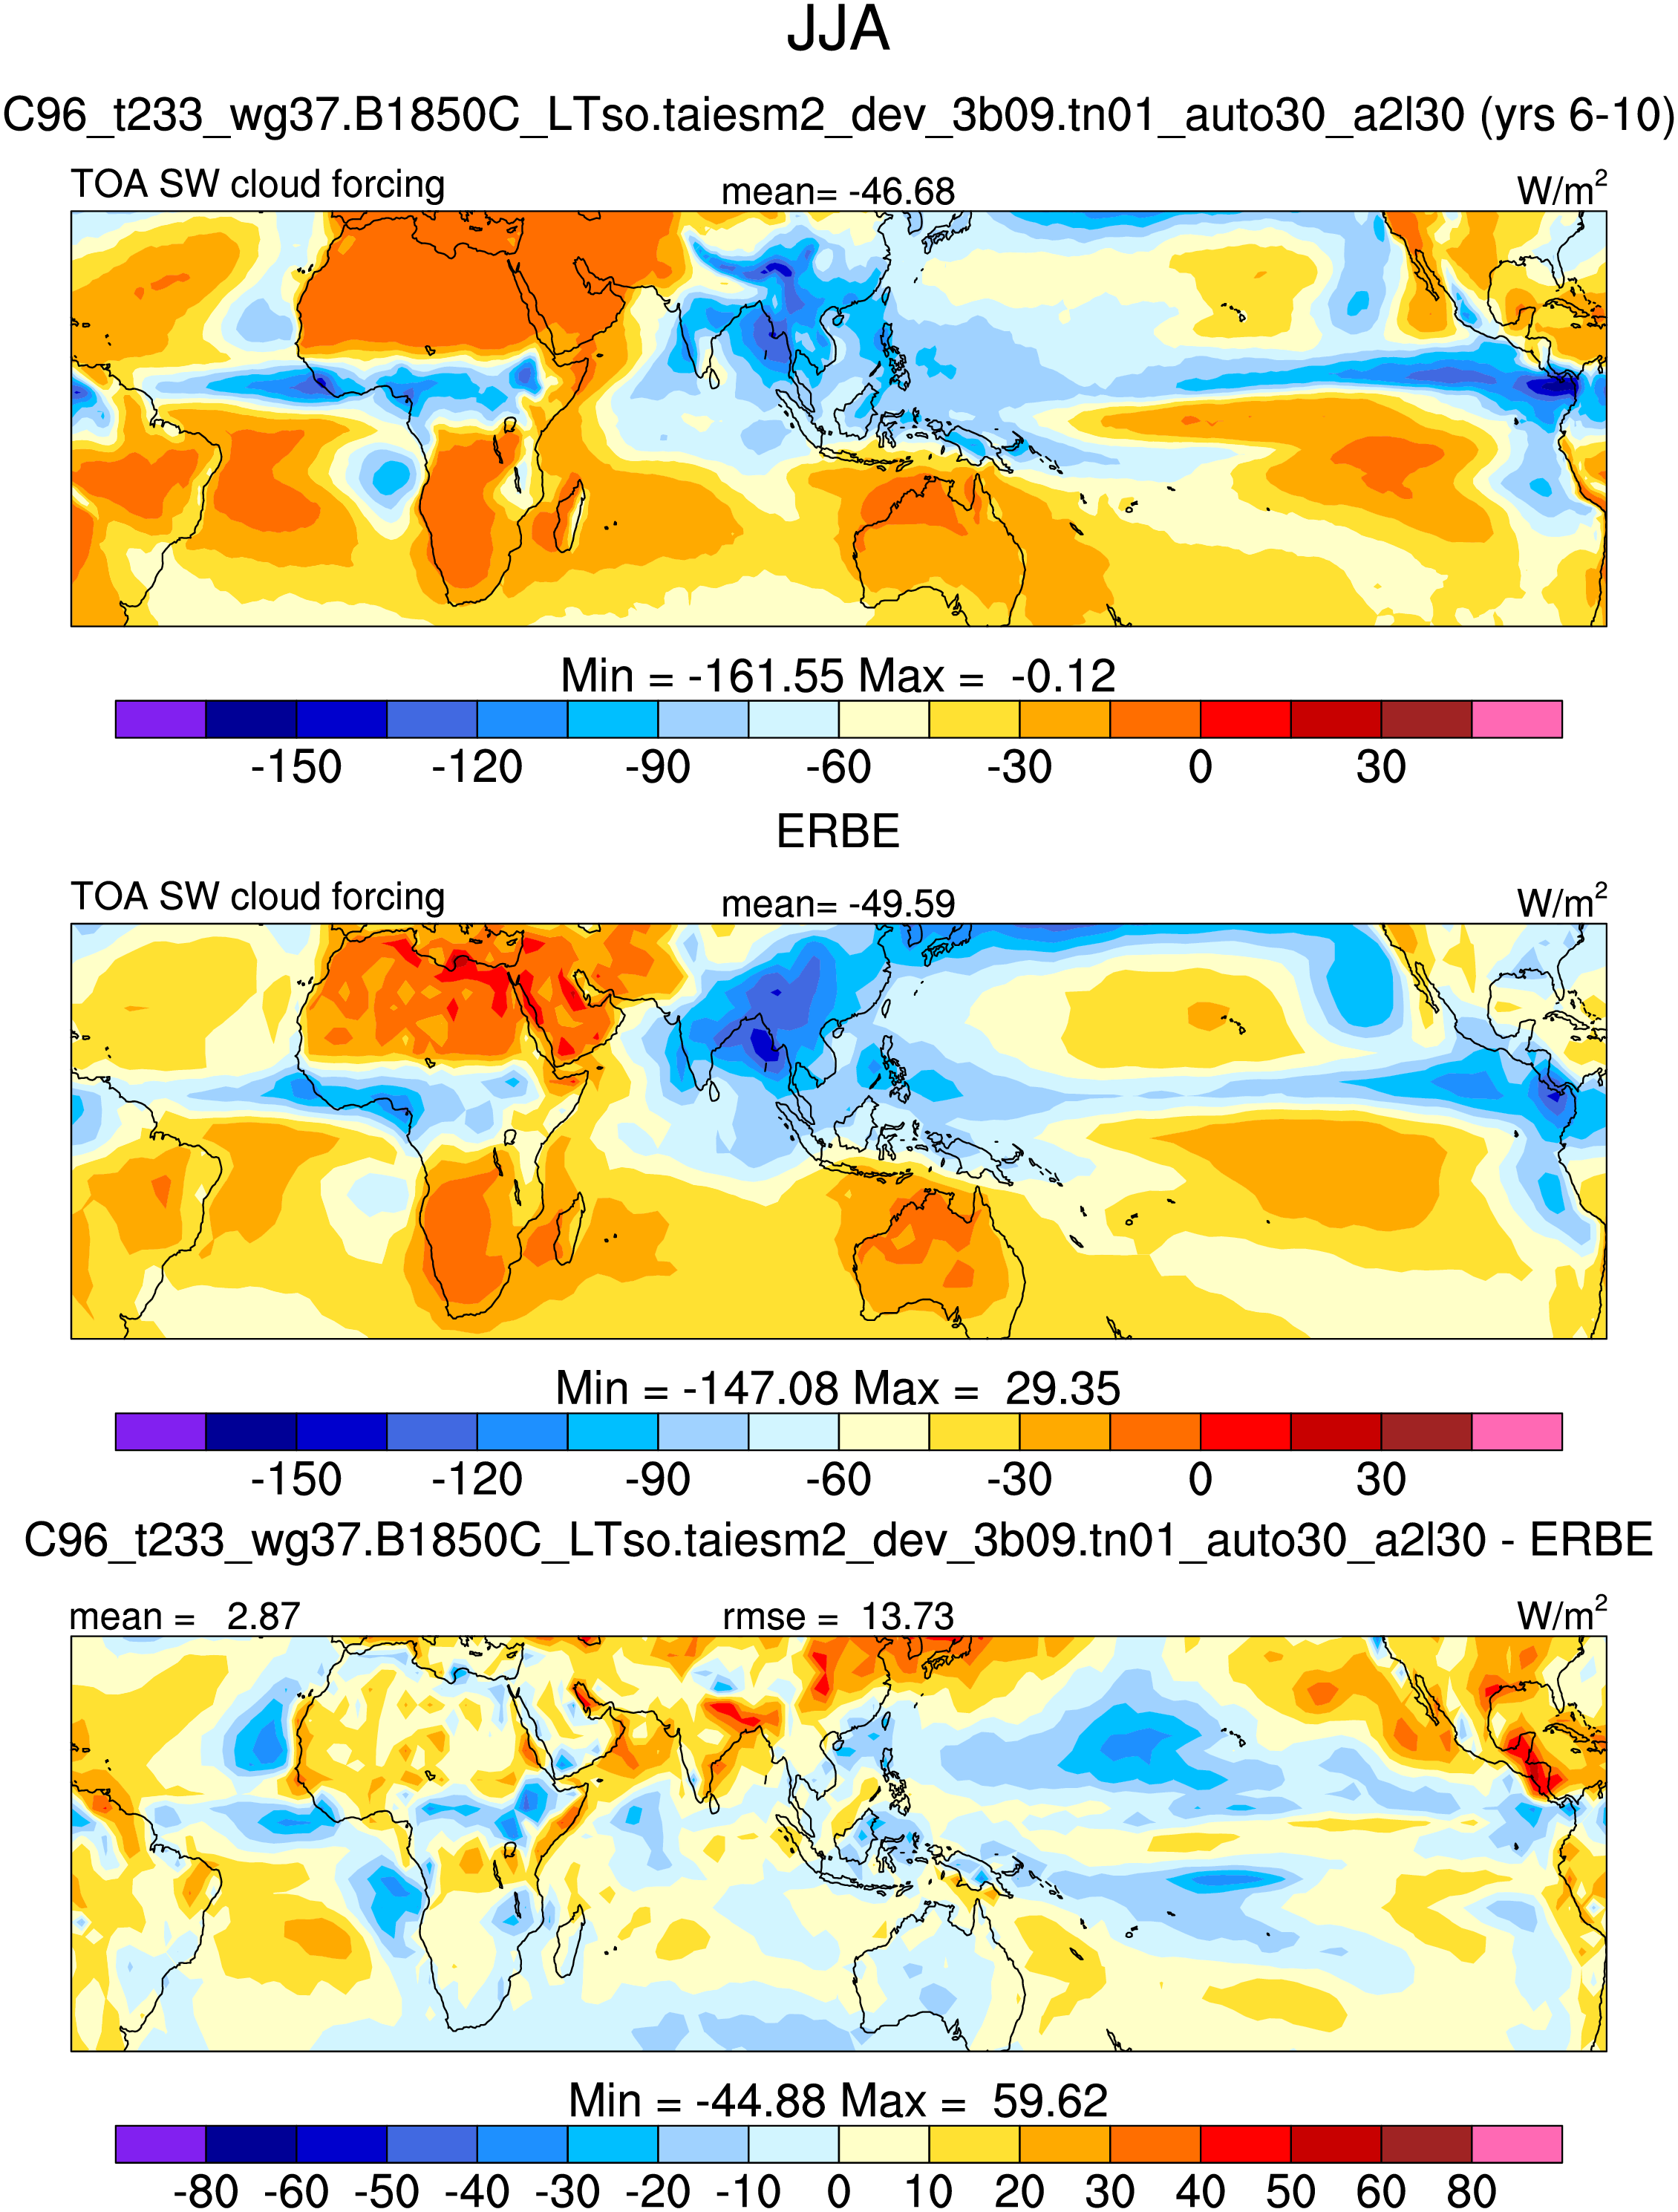 JJA
C96_t233_wg37.B1850C_LTso.taiesm2_dev_3b09.tn01_auto30_a2l30 (yrs 6-10)
TOA SW cloud forcing mean= -46.68 W/m²
Min = -161.55 Max = -0.12
-150 -120 -90 -60 -30 0 30
ERBE
TOA SW cloud forcing mean= -49.59 W/m²
Min = -147.08 Max = 29.35
-150 -120 -90 -60 -30 0 30
C96_t233_wg37.B1850C_LTso.taiesm2_dev_3b09.tn01_auto30_a2l30 - ERBE
mean = 2.87 rmse = 13.73 W/m²
Min = -44.88 Max = 59.62
-80 -60 -50 -40 -30 -20 -10 0 10 20 30 40 50 60 80